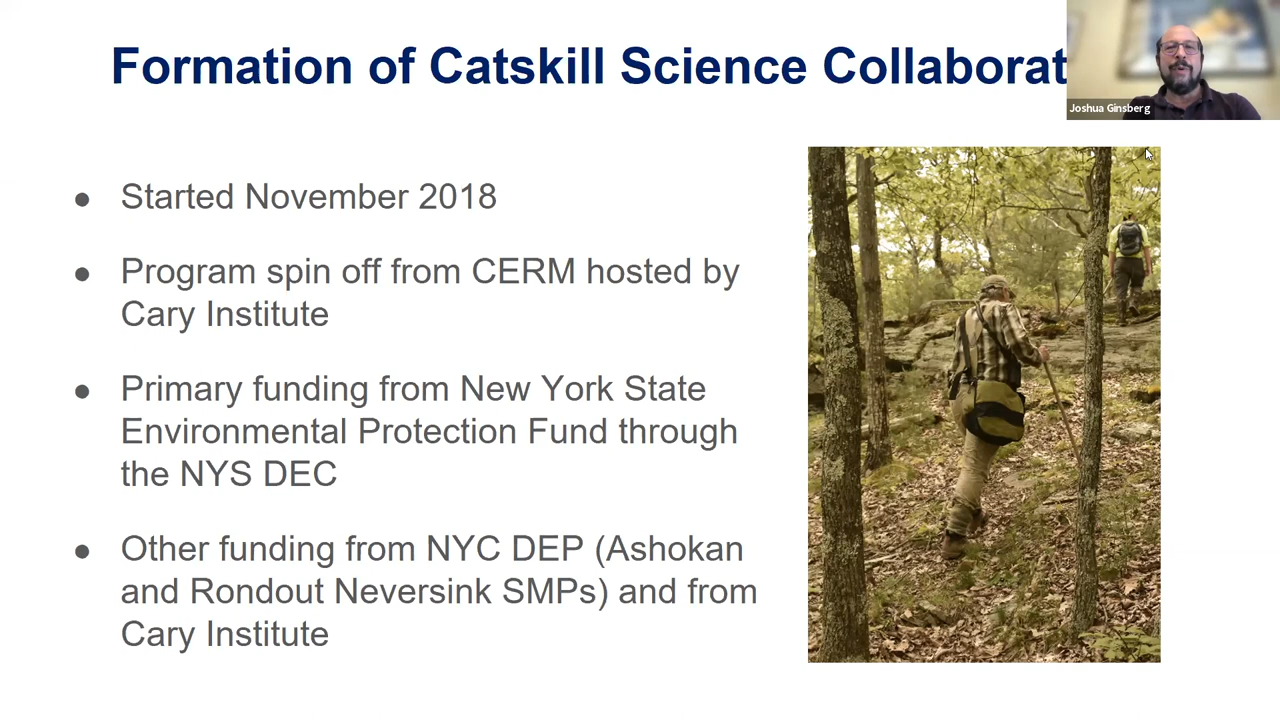 Formation of Catskill Science Collaborat
Joshua Ginsberg
● Started November 2018
● Program spin off from CERM hosted by
Cary Institute
● Primary funding from New York State
Environmental Protection Fund through
the NYS DEC
● Other funding from NYC DEP (Ashokan
and Rondout Neversink SMPs) and from
Cary Institute